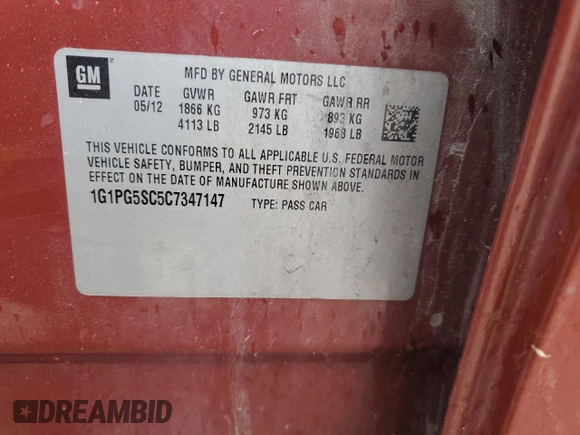 GM
MFD BY GENERAL MOTORS LLC
DATE GVWR GAWR FRT GAWR RR
05/12 1866 KG 973 KG 893 KG
4113 LB 2145 LB 1968 LB
THIS VEHICLE CONFORMS TO ALL APPLICABLE U.S. FEDERAL MOTOR
VEHICLE SAFETY, BUMPER, AND THEFT PREVENTION STANDARDS IN
EFFECT ON THE DATE OF MANUFACTURE SHOWN ABOVE.
1G1PG5SC5C7347147 TYPE: PASS CAR
DREAMBID